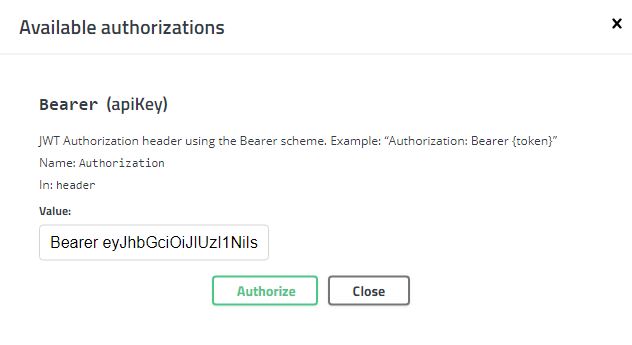 Available authorizations
x
Bearer (apiKey)
JWT Authorization header using the Bearer scheme. Example: “Authorization: Bearer {token}”
Name: Authorization
In: header
Value:
Bearer eyJhbGciOiJIUzI1NiIs
Authorize Close